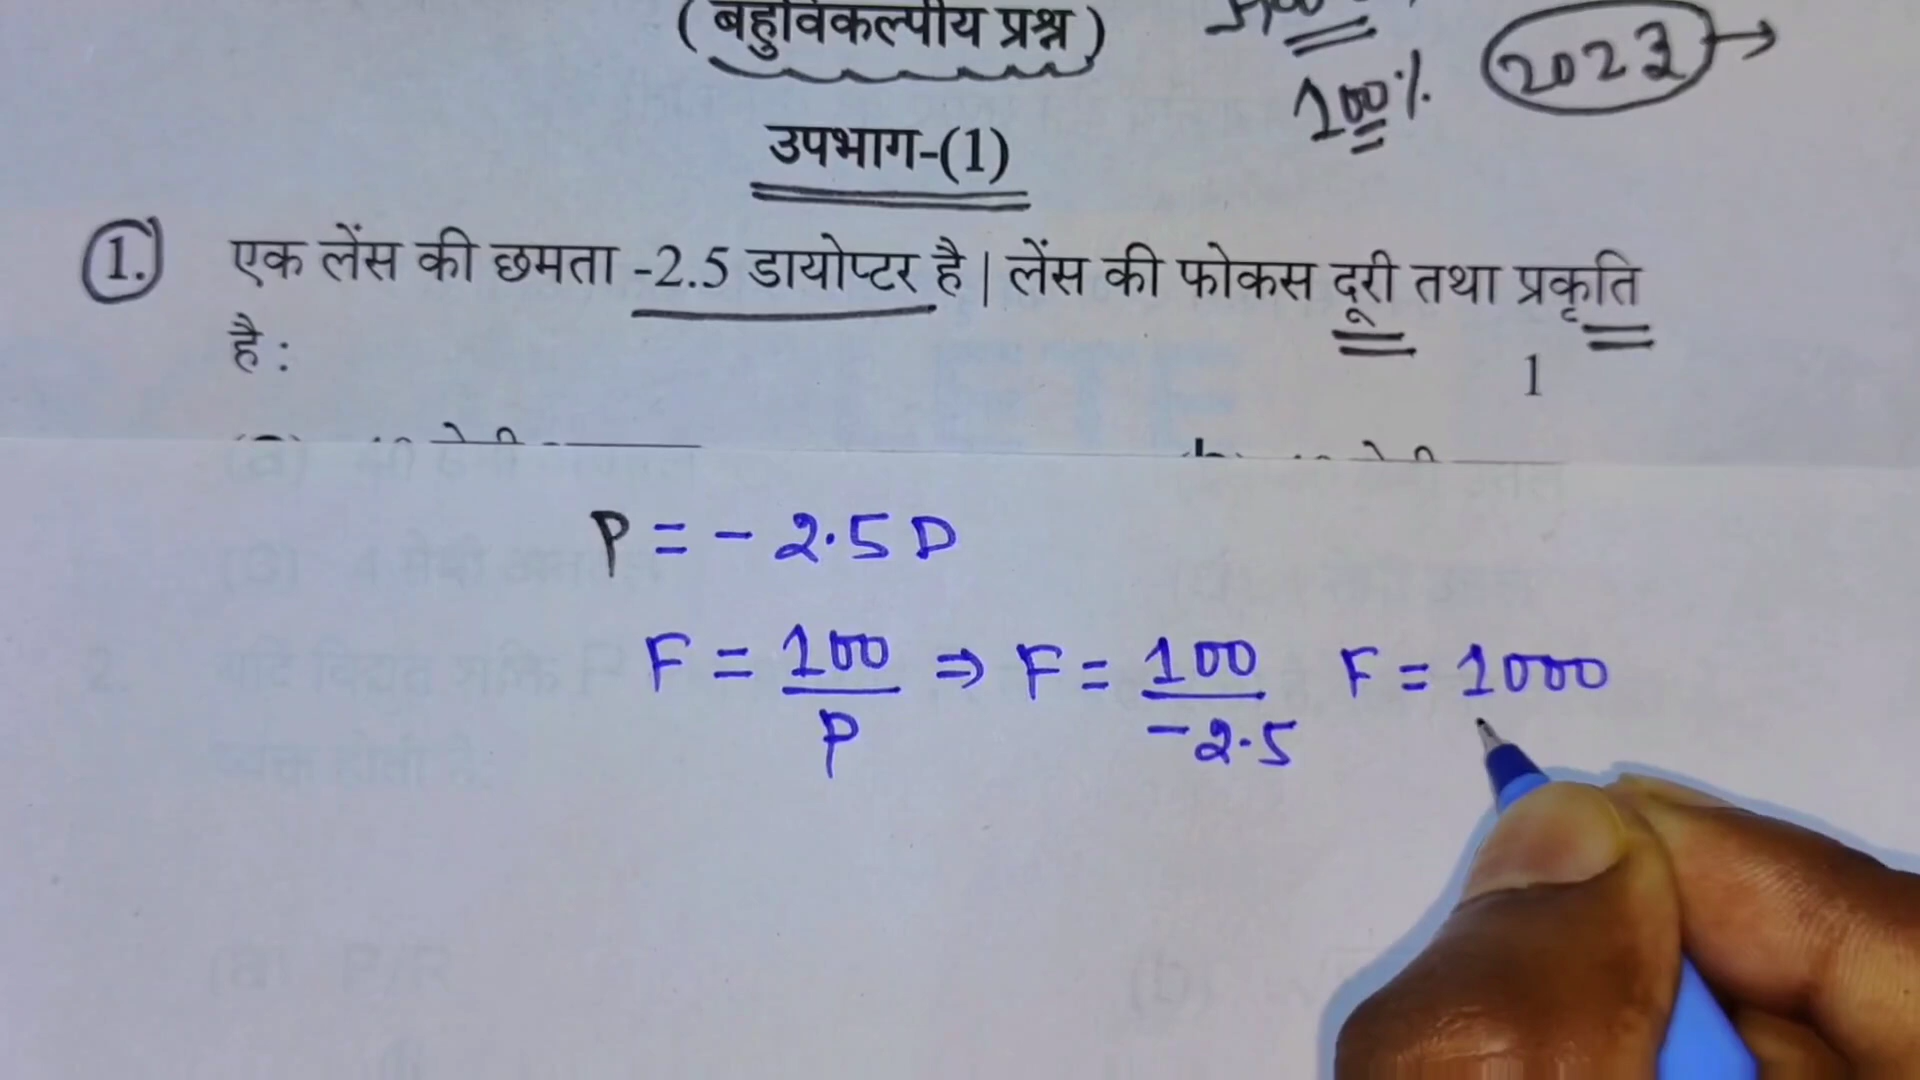 ( बहुविकल्पीय प्रश्न )
100% 2023 →
उपभाग-(1)
1. एक लेंस की छमता -2.5 डायोप्टर है | लेंस की फोकस दूरी तथा प्रकृति
है :
1
P = - 2.5 D
F = 100/P ⇒ F = 100/-2.5 F = 1000